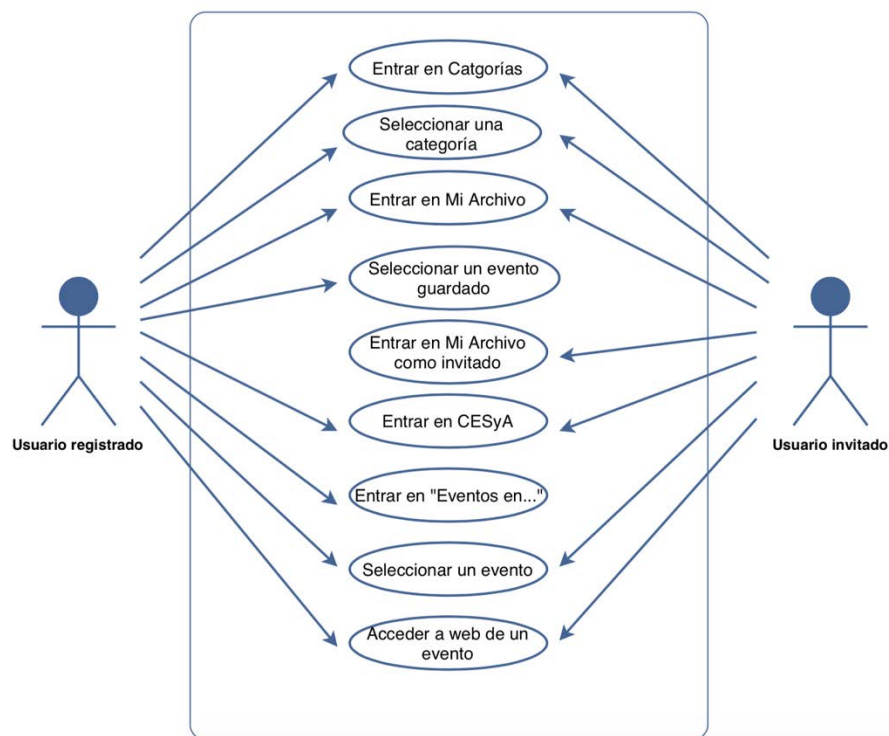 Entrar en Catgorías
Seleccionar una
categoría
Entrar en Mi Archivo
Seleccionar un evento
guardado
Entrar en Mi Archivo
como invitado
Entrar en CESyA
Entrar en "Eventos en..."
Seleccionar un evento
Acceder a web de un
evento
Usuario registrado
Usuario invitado